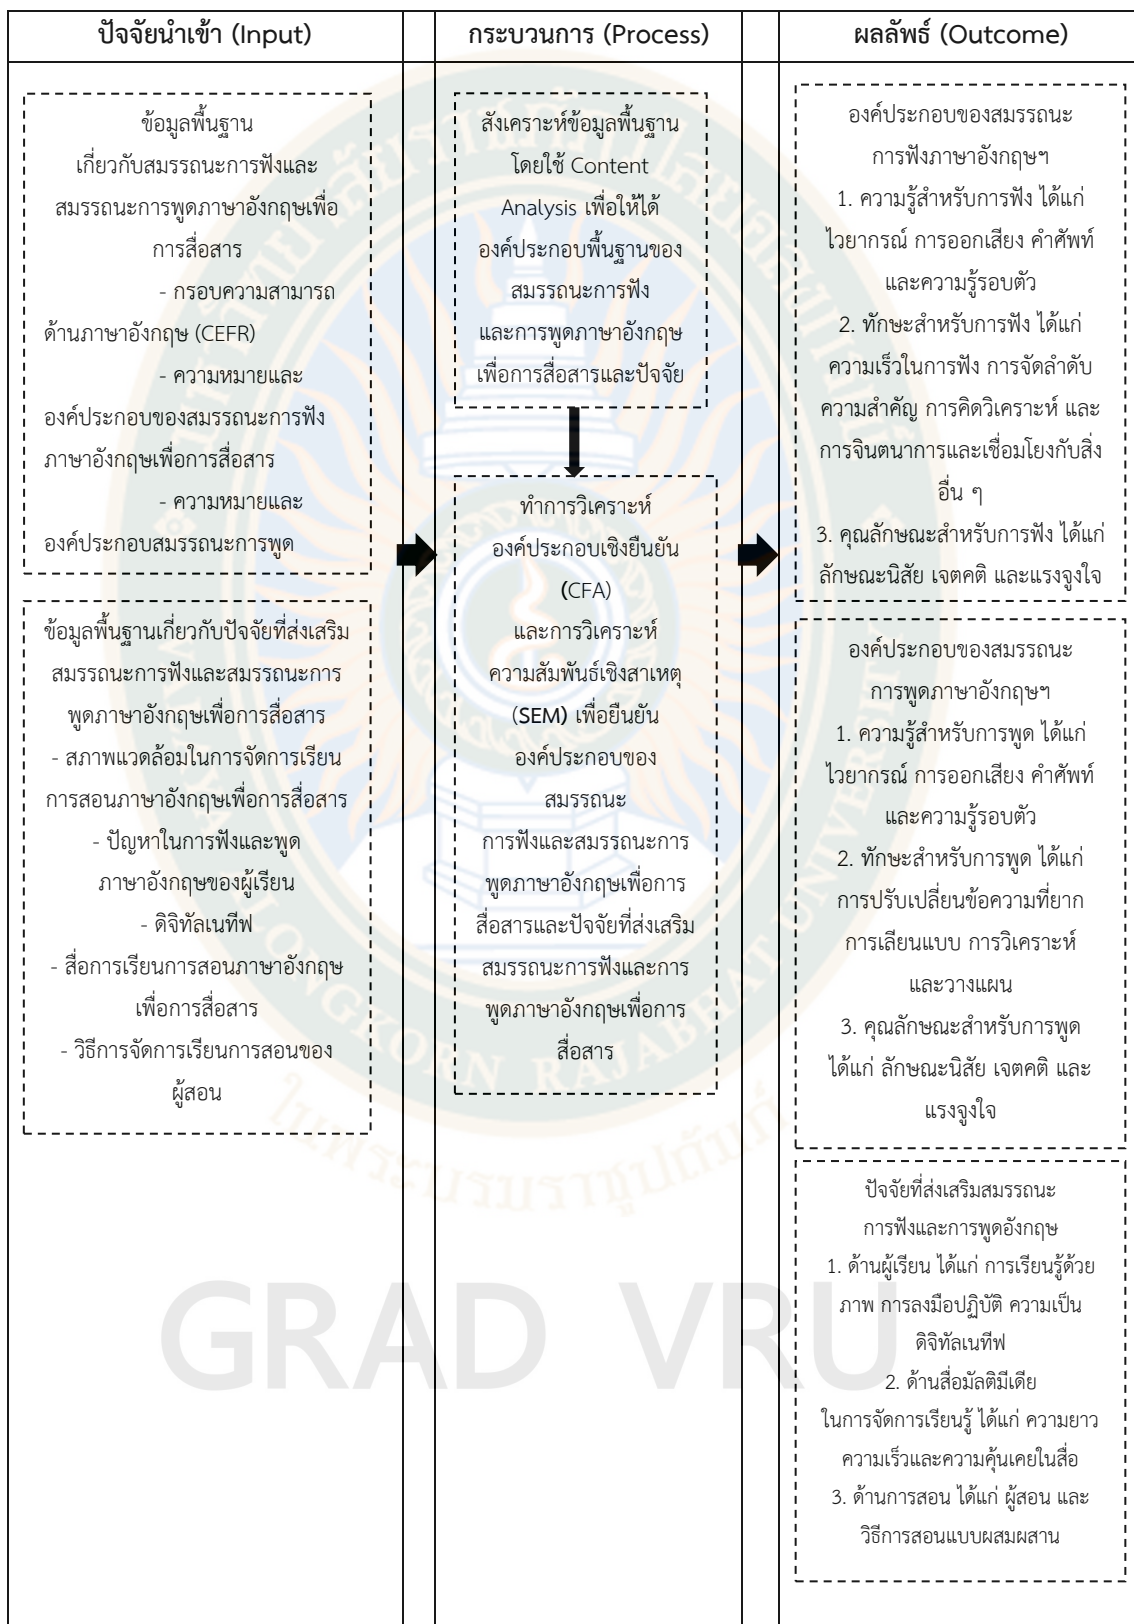 ปัจจัยนำเข้า (Input)
ข้อมูลพื้นฐาน
เกี่ยวกับสมรรถนะการฟังและ
สมรรถนะการพูดภาษาอังกฤษเพื่อ
การสื่อสาร
- กรอบความสามารถ
ด้านภาษาอังกฤษ (CEFR)
- ความหมายและ
องค์ประกอบของสมรรถนะการฟัง
ภาษาอังกฤษเพื่อการสื่อสาร
- ความหมายและ
องค์ประกอบสมรรถนะการพูด
ข้อมูลพื้นฐานเกี่ยวกับปัจจัยที่ส่งเสริม
สมรรถนะการฟังและสมรรถนะการ
พูดภาษาอังกฤษเพื่อการสื่อสาร
- สภาพแวดล้อมในการจัดการเรียน
การสอนภาษาอังกฤษเพื่อการสื่อสาร
- ปัญหาในการฟังและพูด
ภาษาอังกฤษของผู้เรียน
- ดิจิทัลเนทีฟ
- สื่อการเรียนการสอนภาษาอังกฤษ
เพื่อการสื่อสาร
- วิธีการจัดการเรียนการสอนของ
ผู้สอน
กระบวนการ (Process)
สังเคราะห์ข้อมูลพื้นฐาน
โดยใช้ Content
Analysis เพื่อให้ได้
องค์ประกอบพื้นฐานของ
สมรรถนะการฟัง
และการพูดภาษาอังกฤษ
เพื่อการสื่อสารและปัจจัย
ทำการวิเคราะห์
องค์ประกอบเชิงยืนยัน
(CFA)
และการวิเคราะห์
ความสัมพันธ์เชิงสาเหตุ
(SEM) เพื่อยืนยัน
องค์ประกอบของ
สมรรถนะ
การฟังและสมรรถนะการ
พูดภาษาอังกฤษเพื่อการ
สื่อสารและปัจจัยที่ส่งเสริม
สมรรถนะการฟังและการ
พูดภาษาอังกฤษเพื่อการ
สื่อสาร
ผลลัพธ์ (Outcome)
องค์ประกอบของสมรรถนะ
การฟังภาษาอังกฤษฯ
1. ความรู้สำหรับการฟัง ได้แก่
ไวยากรณ์ การออกเสียง คำศัพท์
และความรู้รอบตัว
2. ทักษะสำหรับการฟัง ได้แก่
ความเร็วในการฟัง การจัดลำดับ
ความสำคัญ การคิดวิเคราะห์ และ
การจินตนาการและเชื่อมโยงกับสิ่ง
อื่น ๆ
3. คุณลักษณะสำหรับการฟัง ได้แก่
ลักษณะนิสัย เจตคติ และแรงจูงใจ
องค์ประกอบของสมรรถนะ
การพูดภาษาอังกฤษฯ
1. ความรู้สำหรับการพูด ได้แก่
ไวยากรณ์ การออกเสียง คำศัพท์
และความรู้รอบตัว
2. ทักษะสำหรับการพูด ได้แก่
การปรับเปลี่ยนข้อความที่ยาก
การเลียนแบบ การวิเคราะห์
และวางแผน
3. คุณลักษณะสำหรับการพูด
ได้แก่ ลักษณะนิสัย เจตคติ และ
แรงจูงใจ
ปัจจัยที่ส่งเสริมสมรรถนะ
การฟังและการพูดอังกฤษ
1. ด้านผู้เรียน ได้แก่ การเรียนรู้ด้วย
ภาพ การลงมือปฏิบัติ ความเป็น
ดิจิทัลเนทีฟ
2. ด้านสื่อมัลติมีเดีย
ในการจัดการเรียนรู้ ได้แก่ ความยาว
ความเร็วและความคุ้นเคยในสื่อ
3. ด้านการสอน ได้แก่ ผู้สอน และ
วิธีการสอนแบบผสมผสาน
GRAD VRU